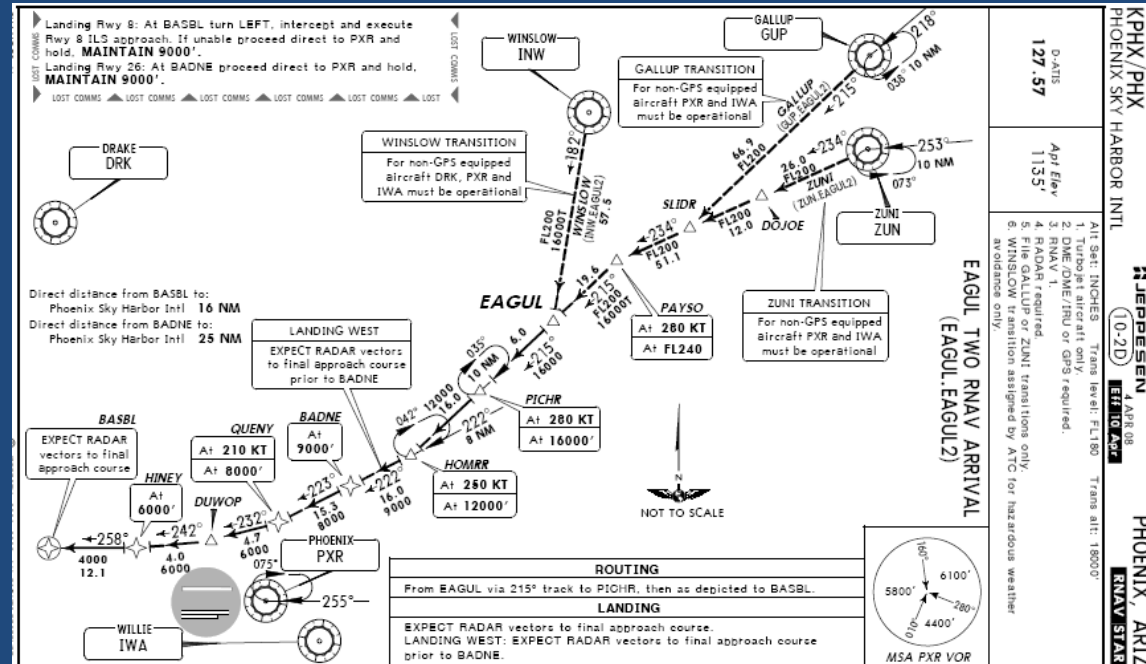 KPHX/PHX
PHOENIX SKY HARBOR INTL
JEPPESEN
10-2D
4 APR 08
Eff 10 Apr
PHOENIX, ARIZ
RNAV STAR
D-ATIS
127.57
Apt Elev
1135'
Alt Set: INCHES Trans level: FL180 Trans alt: 18000'
1. Turbojet aircraft only.
2. DME/DME/IRU or GPS required.
3. RNAV 1.
4. RADAR required.
5. File GALLUP or ZUNI transitions only.
6. WINSLOW transition assigned by ATC for hazardous weather
avoidance only.
EAGUL TWO RNAV ARRIVAL
(EAGUL.EAGUL2)
Landing Rwy 8: At BASBL turn LEFT, intercept and execute
Rwy 8 ILS approach. If unable proceed direct to PXR and
hold, MAINTAIN 9000'.
Landing Rwy 26: At BADNE proceed direct to PXR and hold,
MAINTAIN 9000'.
LOST COMMS
LOST COMMS
LOST COMMS LOST COMMS LOST COMMS LOST COMMS LOST
WINSLOW
INW
GALLUP
GUP
218°
038° 10 NM
GALLUP TRANSITION
For non-GPS equipped
aircraft PXR and IWA
must be operational
215°
GALLUP
(GUP.EAGUL2)
66.9
FL200
DRAKE
DRK
WINSLOW TRANSITION
For non-GPS equipped
aircraft DRK, PXR and
IWA must be operational
182°
WINSLOW
(INW.EAGUL2)
57.5
FL200
16000T
253°
10 NM
073°
234°
26.0
FL200
ZUNI
(ZUN.EAGUL2)
ZUNI
ZUN
SLIDR
DOJOE
FL200
12.0
234°
FL200
51.1
PAYSO
At 280 KT
At FL240
19.6
215°
FL200
16000T
EAGUL
ZUNI TRANSITION
For non-GPS equipped
aircraft PXR and IWA
must be operational
Direct distance from BASBL to:
Phoenix Sky Harbor Intl 16 NM
Direct distance from BADNE to:
Phoenix Sky Harbor Intl 25 NM
LANDING WEST
EXPECT RADAR vectors
to final approach course
prior to BADNE
6.0
215°
16000
035°
10 NM
PICHR
At 280 KT
At 16000'
12000
16.0
042°
222°
8 NM
HOMRR
At 250 KT
At 12000'
222°
16.0
9000
BADNE
At
9000'
223°
15.3
8000
QUENY
At 210 KT
At 8000'
232°
4.7
6000
DUWOP
242°
4.0
6000
HINEY
At
6000'
258°
4000
12.1
BASBL
EXPECT RADAR
vectors to final
approach course
NOT TO SCALE
N
PHOENIX
PXR
075°
255°
WILLIE
IWA
ROUTING
From EAGUL via 215° track to PICHR, then as depicted to BASBL.
LANDING
EXPECT RADAR vectors to final approach course.
LANDING WEST: EXPECT RADAR vectors to final approach course
prior to BADNE.
160°
6100'
5800'
280°
4400'
010°
MSA PXR VOR